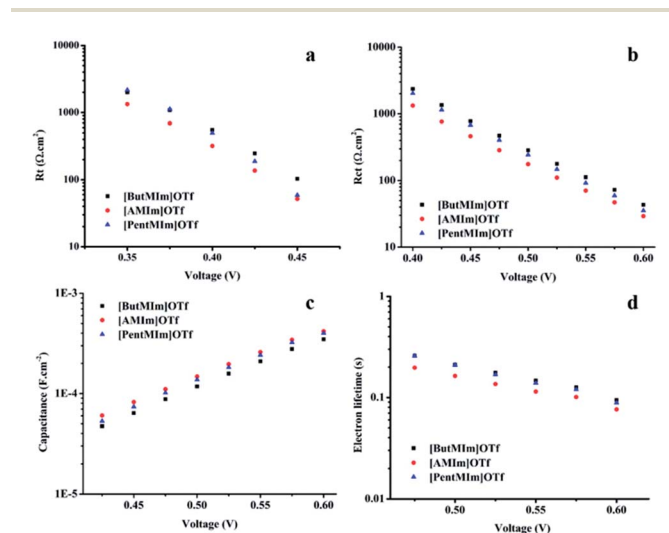 a
10000
1000
100
10
Rt (Ω.cm²)
[ButMIm]OTf
[AMIm]OTf
[PentMIm]OTf
0.35 0.40 0.45
Voltage (V)
b
10000
1000
100
10
Rct (Ω.cm²)
[ButMIm]OTf
[AMIm]OTf
[PentMIm]OTf
0.40 0.45 0.50 0.55 0.60
Voltage (V)
c
1E-3
1E-4
1E-5
Capacitance (F.cm⁻²)
[ButMIm]OTf
[AMIm]OTf
[PentMIm]OTf
0.45 0.50 0.55 0.60
Voltage (V)
d
1
0.1
0.01
Electron lifetime (s)
[ButMIm]OTf
[AMIm]OTf
[PentMIm]OTf
0.50 0.55 0.60
Voltage (V)